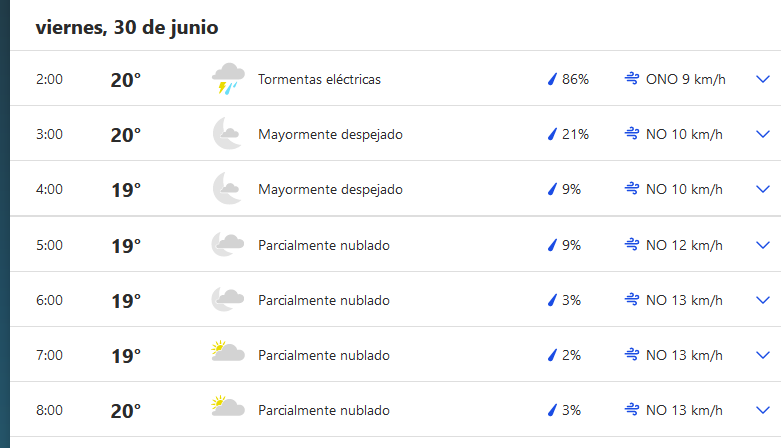 viernes, 30 de junio
2:00 20° Tormentas eléctricas 86% ONO 9 km/h
3:00 20° Mayormente despejado 21% NO 10 km/h
4:00 19° Mayormente despejado 9% NO 10 km/h
5:00 19° Parcialmente nublado 9% NO 12 km/h
6:00 19° Parcialmente nublado 3% NO 13 km/h
7:00 19° Parcialmente nublado 2% NO 13 km/h
8:00 20° Parcialmente nublado 3% NO 13 km/h